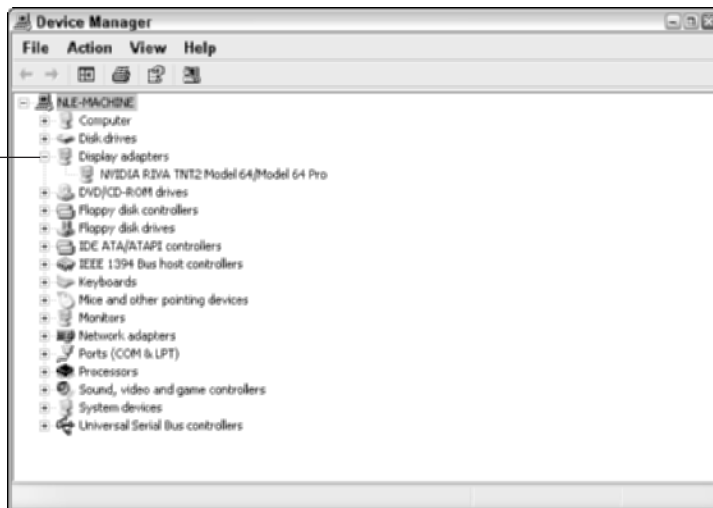 Device Manager
File Action View Help
NLE-MACHINE
Computer
Disk drives
Display adapters
NVIDIA RIVA TNT2 Model 64/Model 64 Pro
DVD/CD-ROM drives
Floppy disk controllers
Floppy disk drives
IDE ATA/ATAPI controllers
IEEE 1394 Bus host controllers
Keyboards
Mice and other pointing devices
Monitors
Network adapters
Ports (COM & LPT)
Processors
Sound, video and game controllers
System devices
Universal Serial Bus controllers